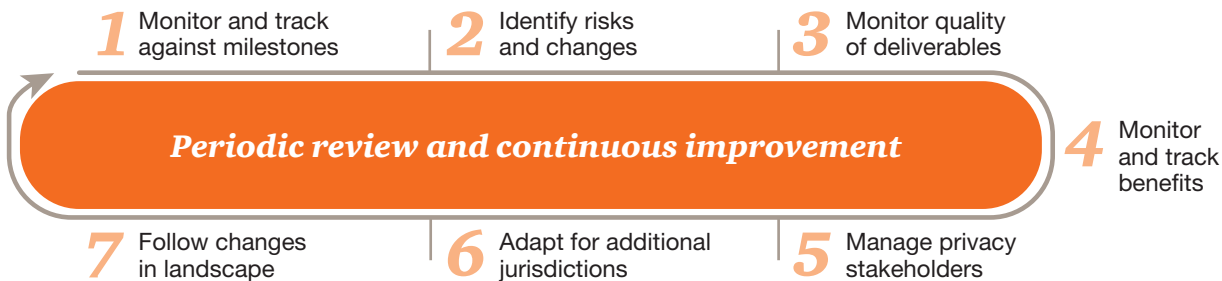 1 Monitor and track
against milestones
2 Identify risks
and changes
3 Monitor quality
of deliverables
Periodic review and continuous improvement
4 Monitor
and track
benefits
7 Follow changes
in landscape
6 Adapt for additional
jurisdictions
5 Manage privacy
stakeholders